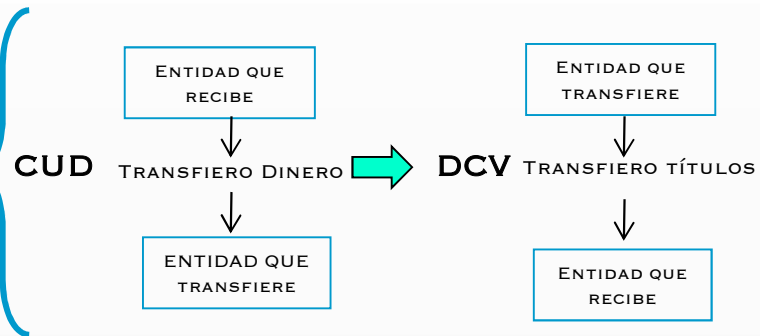 ENTIDAD QUE
RECIBE
CUD
TRANSFIERO DINERO
ENTIDAD QUE
TRANSFIERE
ENTIDAD QUE
TRANSFIERE
DCV
TRANSFIERO TÍTULOS
ENTIDAD QUE
RECIBE